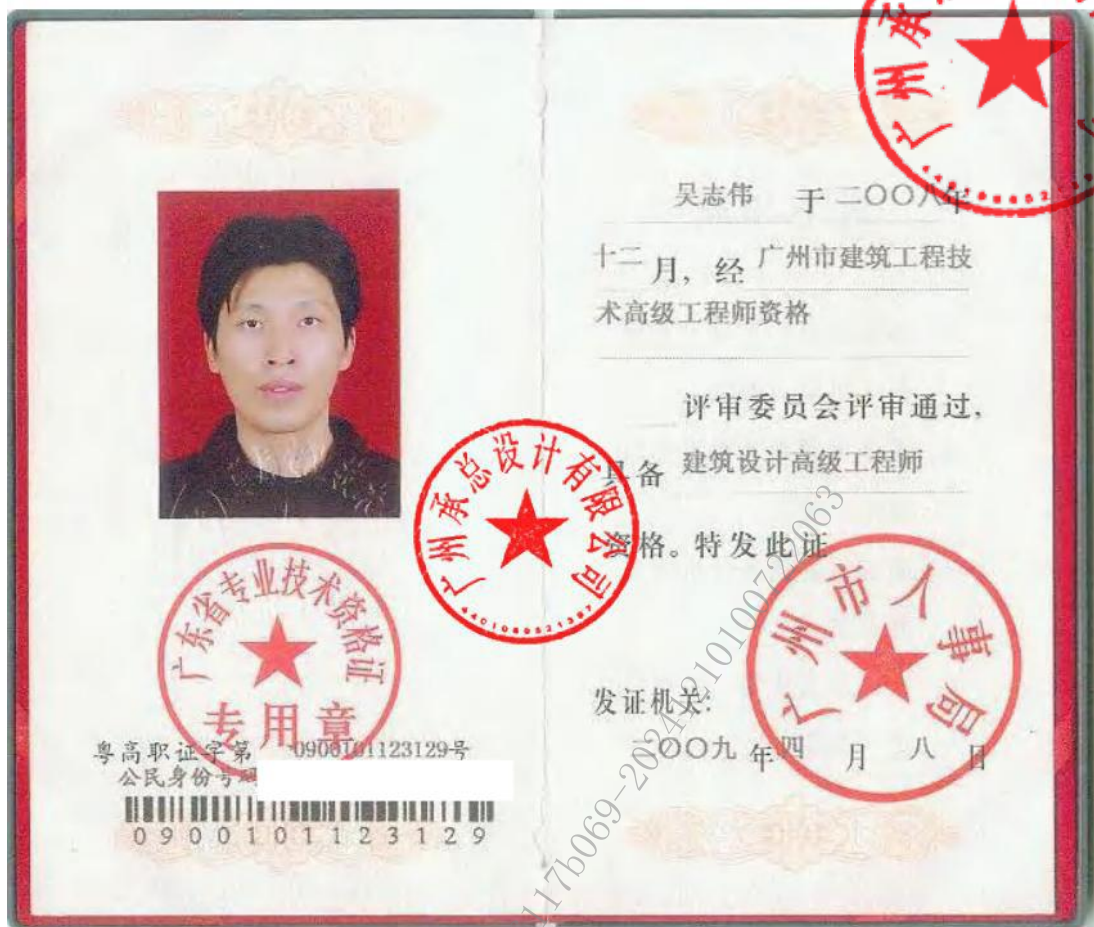 广州承
吴志伟 于 二〇〇八年
十二月，经 广州市建筑工程技
术高级工程师资格
评审委员会评审通过，
具备 建筑设计高级工程师
资格。特发此证
广州承总设计有限公司
广东省专业技术资格证
专用章
粤高职证字第 0900101123129号
公民身份号码
0900101123129
广州市人事局
发证机关：
二〇〇九 年 四 月 八 日